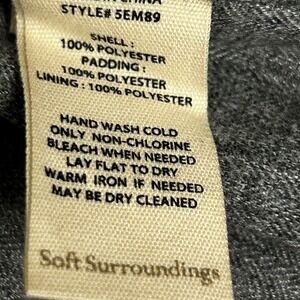 CHINA
STYLE# 5EM89
SHELL :
100% POLYESTER
PADDING :
100% POLYESTER
LINING : 100% POLYESTER
HAND WASH COLD
ONLY NON-CHLORINE
BLEACH WHEN NEEDED
LAY FLAT TO DRY
WARM IRON IF NEEDED
MAY BE DRY CLEANED
Soft Surroundings